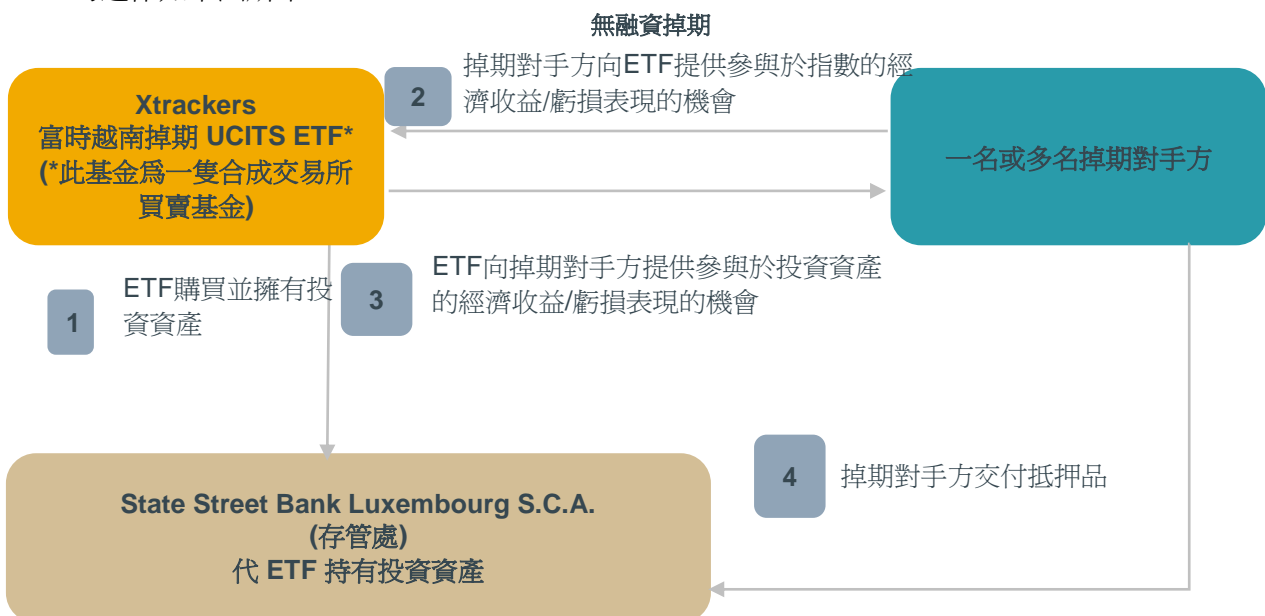 無融資掉期
2
掉期對手方向ETF提供參與於指數的經
濟收益/虧損表現的機會
Xtrackers
富時越南掉期 UCITS ETF*
(*此基金爲一隻合成交易所
買賣基金)
一名或多名掉期對手方
1
ETF購買並擁有投
資資產
3
ETF向掉期對手方提供參與於投資資產
的經濟收益/虧損表現的機會
4
掉期對手方交付抵押品
State Street Bank Luxembourg S.C.A.
(存管處)
代 ETF 持有投資資產